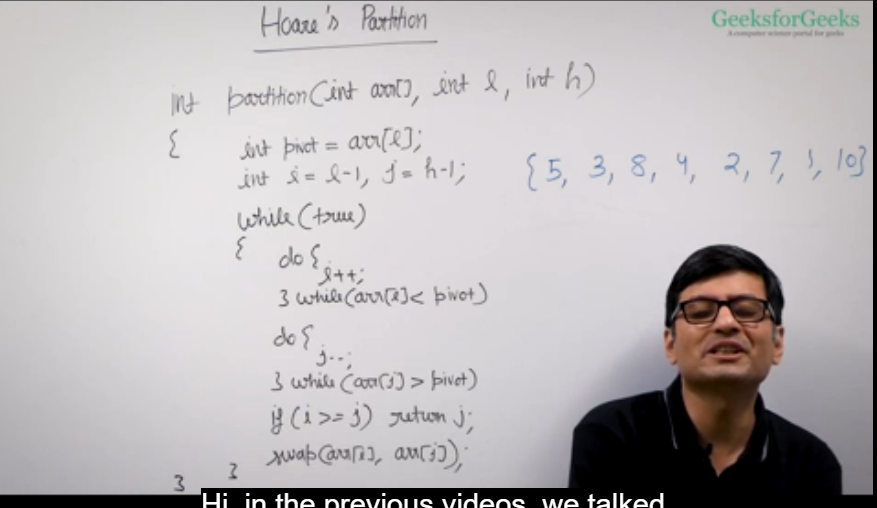 Hoare's Partition
GeeksforGeeks
A computer science portal for geeks
int partition(int arr[], int l, int h)
{ int pivot = arr[l];
int i = l-1, j = h-1;
{5, 3, 8, 4, 2, 7, 1, 10}
while(true)
{ do {
i++;
} while(arr[i] < pivot)
do {
j--;
} while (arr[j] > pivot)
if (i >= j) return j;
swap(arr[i], arr[j]);
} }
Hi, in the previous videos, we talked